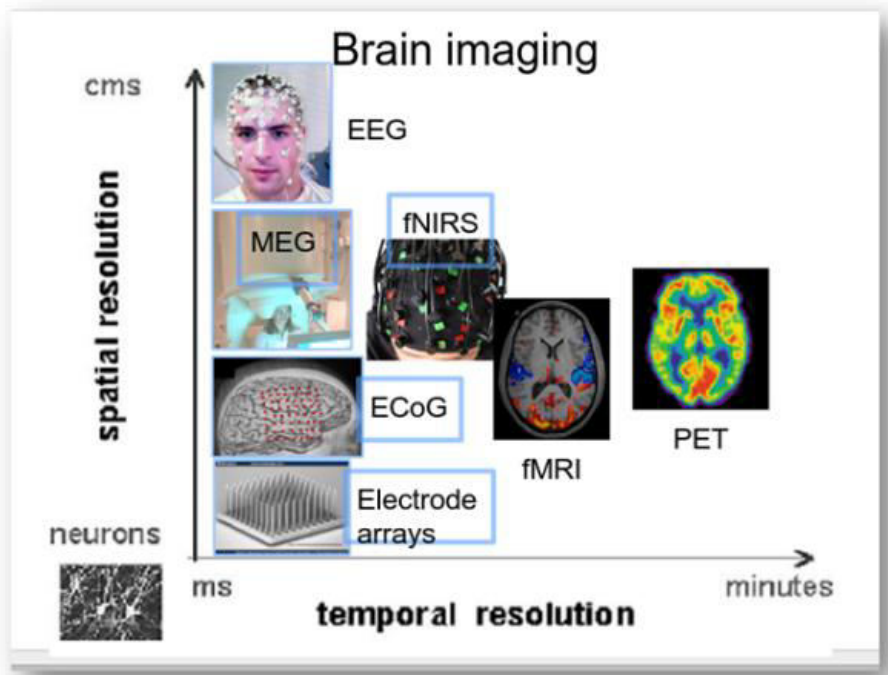 Brain imaging
cms
EEG
spatial resolution
MEG
fNIRS
ECoG
fMRI
PET
Electrode
arrays
neurons
ms
minutes
temporal resolution